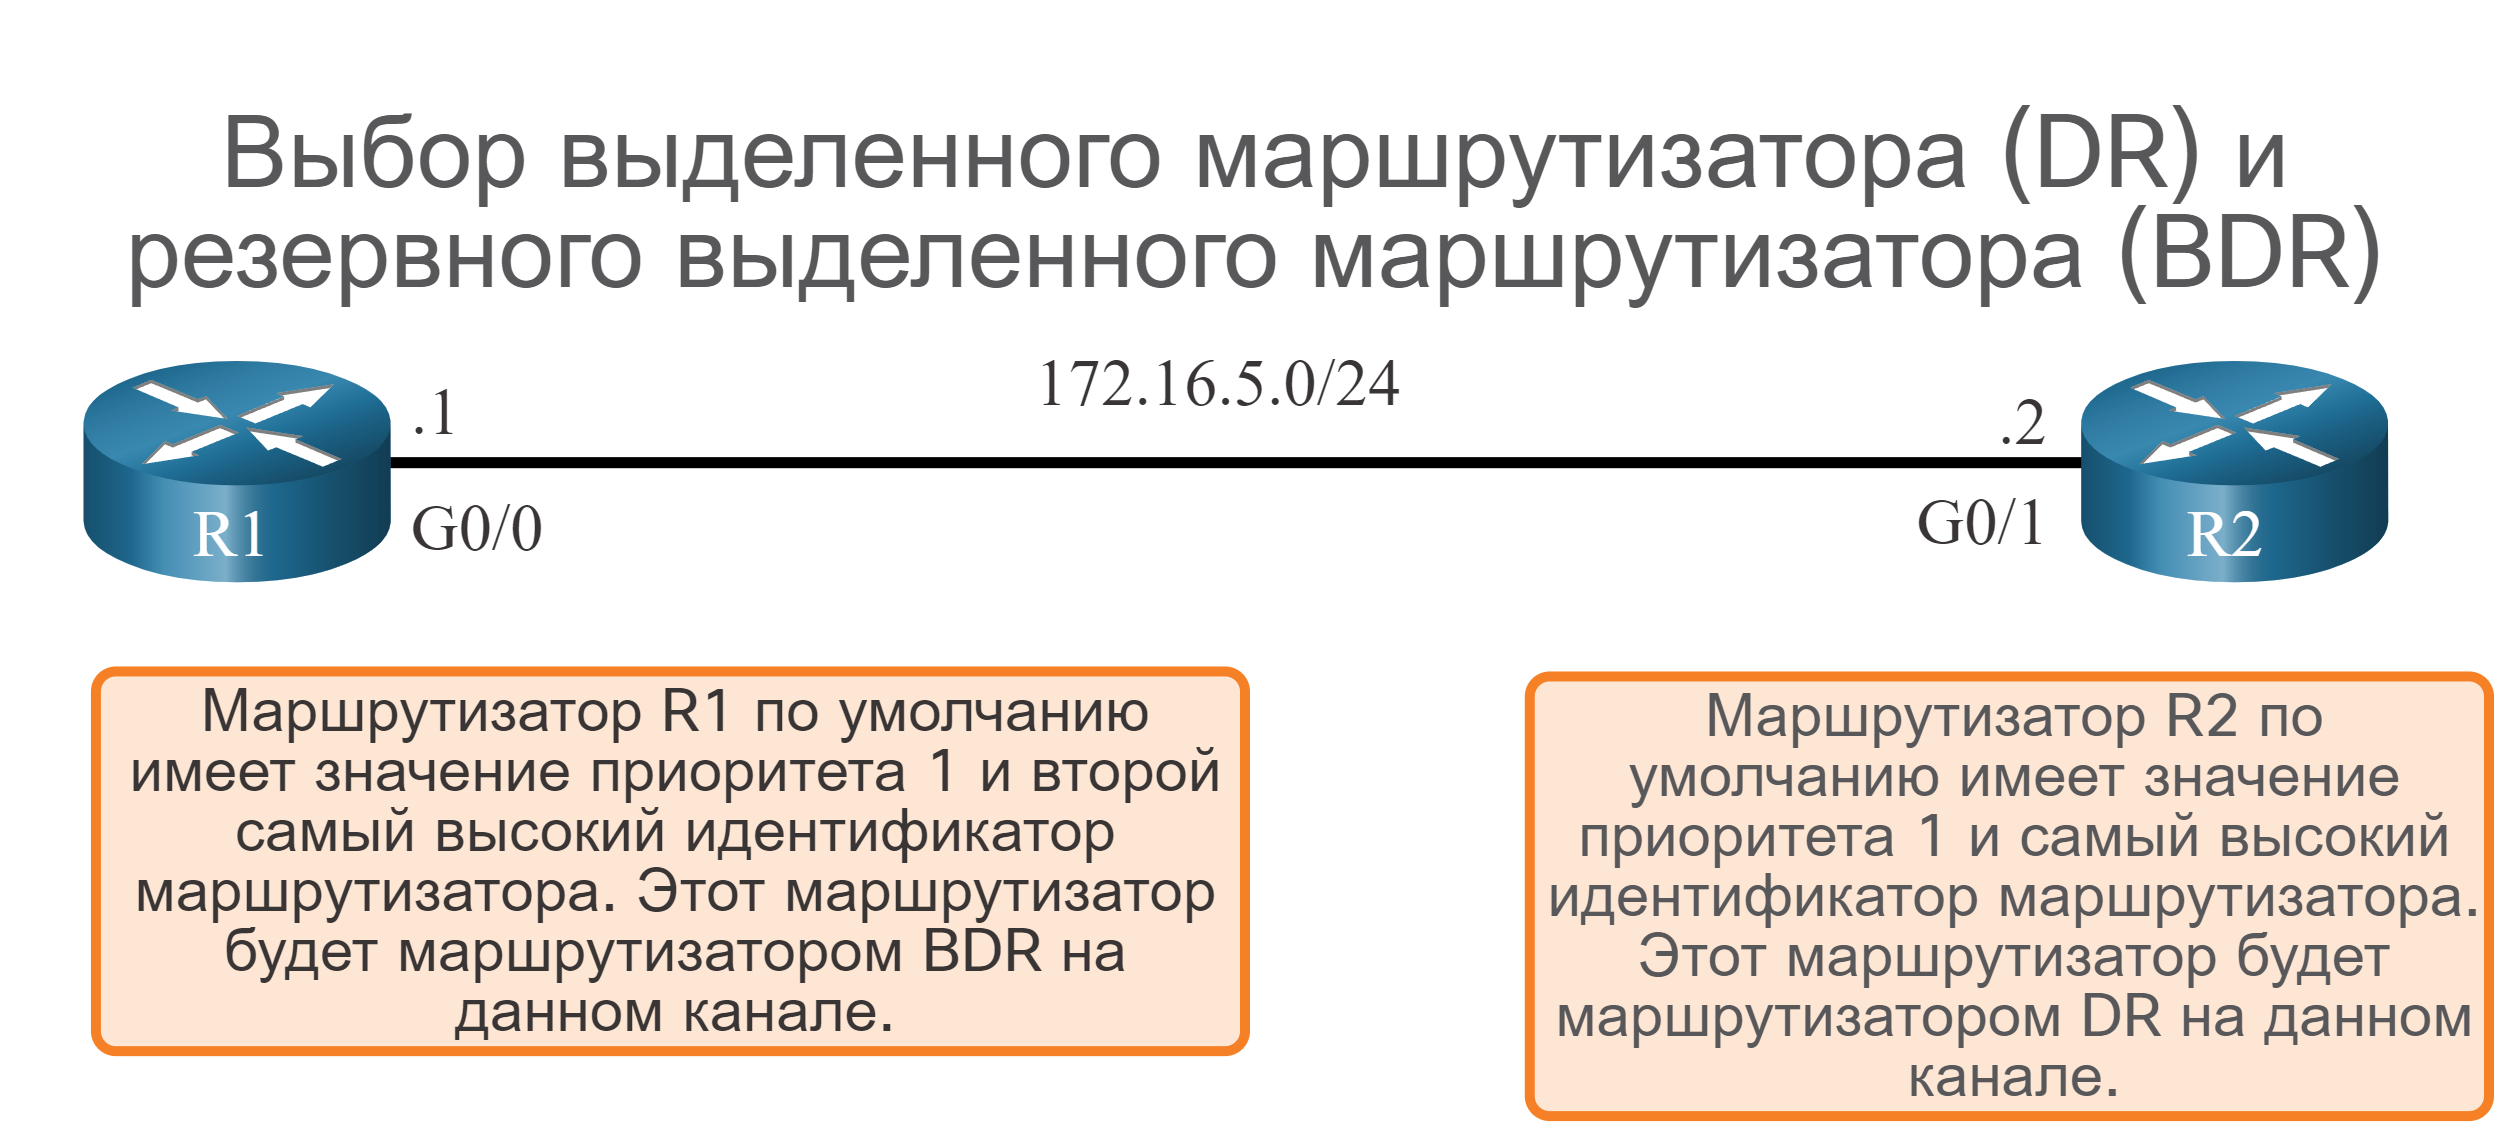 Выбор выделенного маршрутизатора (DR) и
резервного выделенного маршрутизатора (BDR)
172.16.5.0/24
.1
.2
G0/0
G0/1
R1
R2
Маршрутизатор R1 по умолчанию
имеет значение приоритета 1 и второй
самый высокий идентификатор
маршрутизатора. Этот маршрутизатор
будет маршрутизатором BDR на
данном канале.
Маршрутизатор R2 по
умолчанию имеет значение
приоритета 1 и самый высокий
идентификатор маршрутизатора.
Этот маршрутизатор будет
маршрутизатором DR на данном
канале.